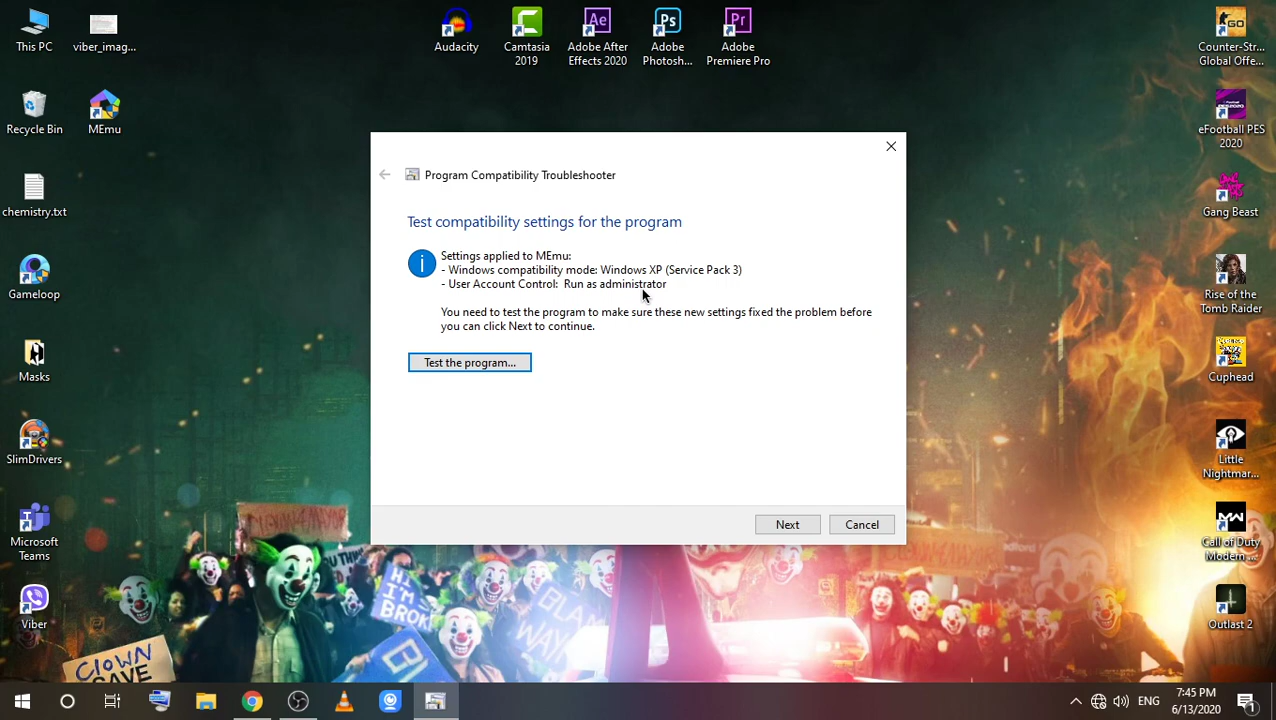 This PC
viber_imag...
Audacity
Camtasia
2019
Adobe After
Effects 2020
Adobe
Photosh...
Adobe
Premiere Pro
Counter-Str...
Global Offe...
Recycle Bin
MEmu
eFootball PES
2020
chemistry.txt
Gang Beast
Gameloop
Rise of the
Tomb Raider
Masks
Cuphead
SlimDrivers
Little
Nightmar...
Microsoft
Teams
Call of Duty
Modern ...
Viber
Outlast 2
Program Compatibility Troubleshooter
Test compatibility settings for the program
Settings applied to MEmu:
- Windows compatibility mode: Windows XP (Service Pack 3)
- User Account Control: Run as administrator
You need to test the program to make sure these new settings fixed the problem before
you can click Next to continue.
Test the program...
Next
Cancel
HI
I'M
BROK
CLOWN
ENG
7:45 PM
6/13/2020
1